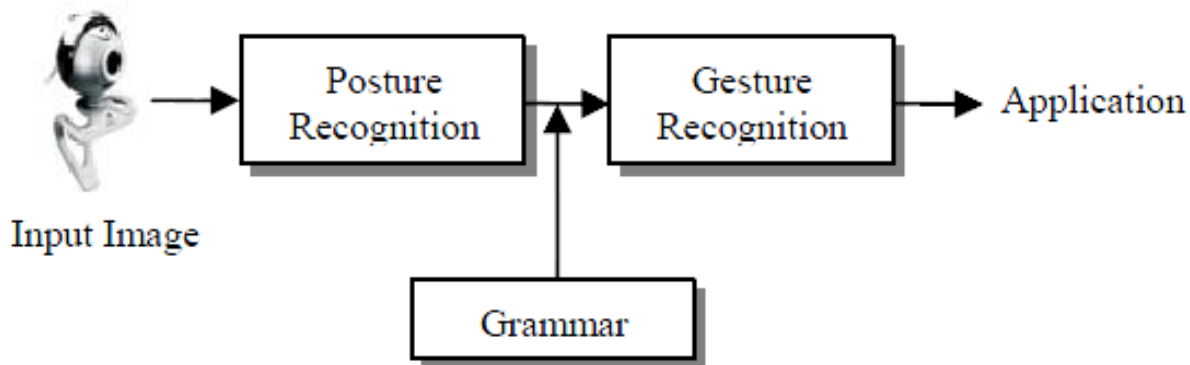 Posture
Recognition
Gesture
Recognition
Application
Input Image
Grammar